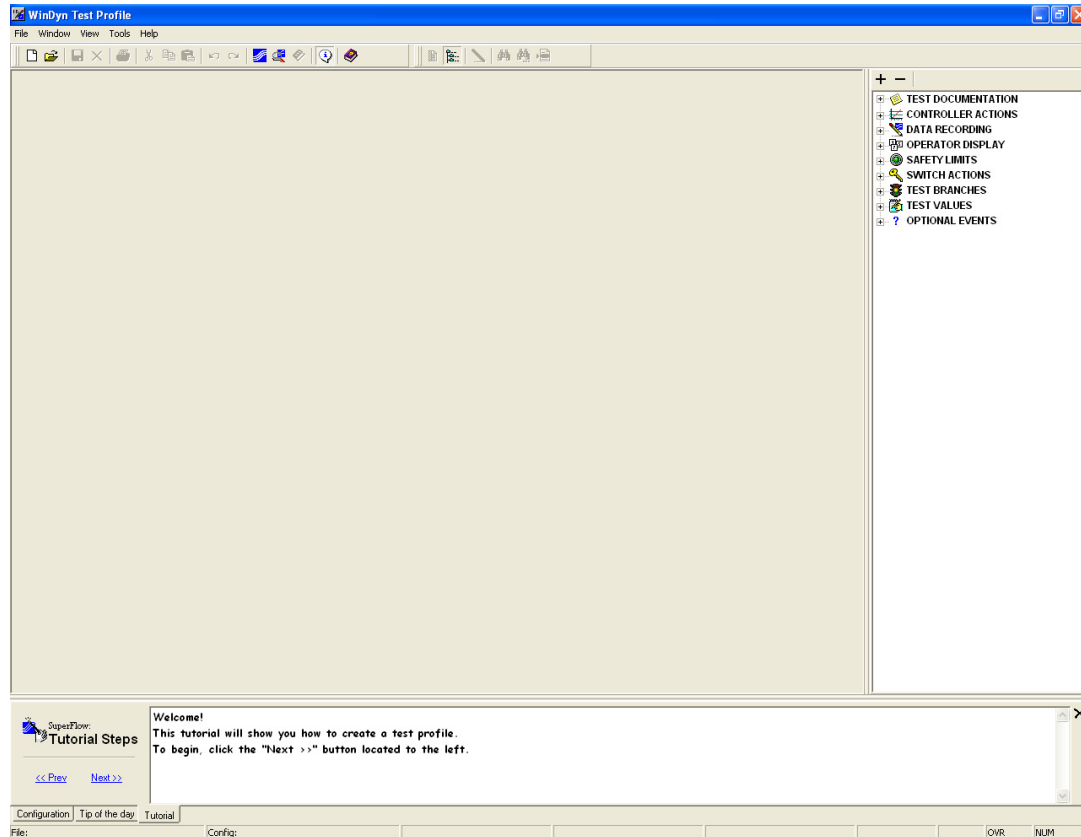 WinDyn Test Profile
File Window View Tools Help
TEST DOCUMENTATION
CONTROLLER ACTIONS
DATA RECORDING
OPERATOR DISPLAY
SAFETY LIMITS
SWITCH ACTIONS
TEST BRANCHES
TEST VALUES
? OPTIONAL EVENTS
SuperFlow:
Tutorial Steps
<< Prev Next >>
Welcome!
This tutorial will show you how to create a test profile.
To begin, click the "Next >>" button located to the left.
Configuration Tip of the day Tutorial
File: Config: OVR NUM